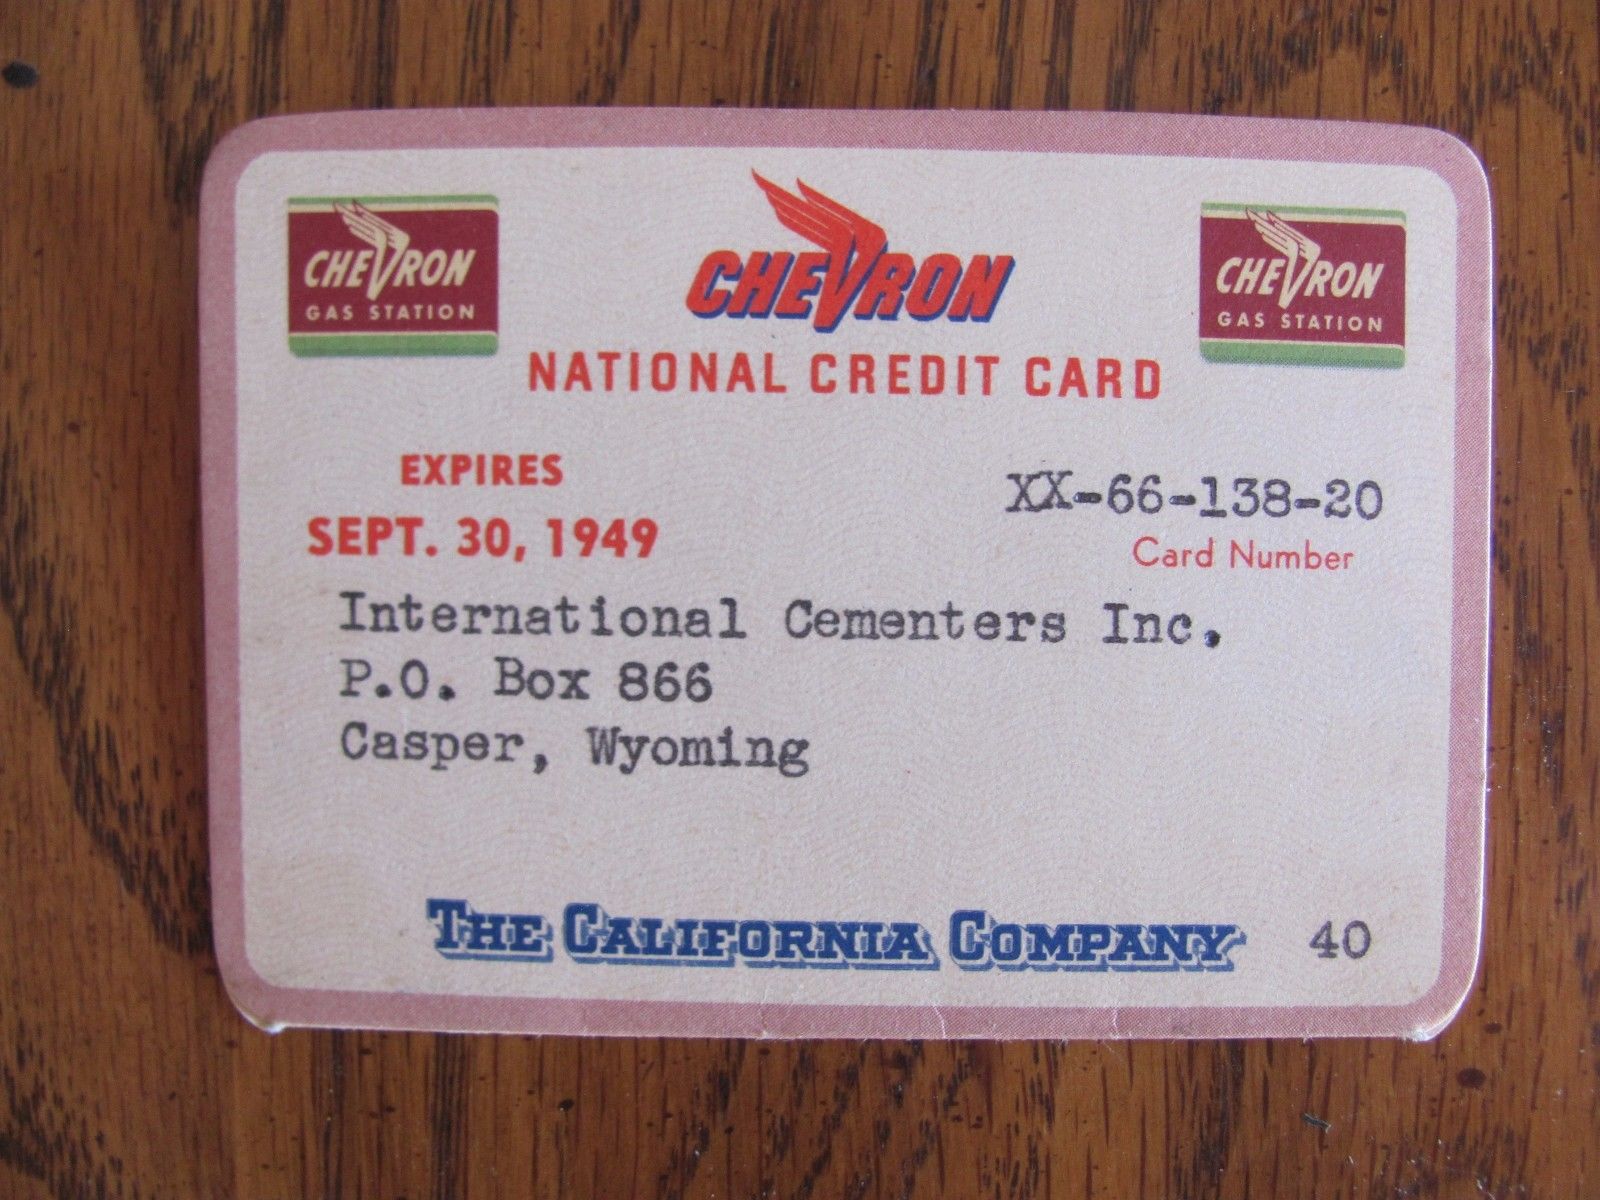 CHEVRON
GAS STATION
CHEVRON
CHEVRON
GAS STATION
NATIONAL CREDIT CARD
EXPIRES
SEPT. 30, 1949
XX-66-138-20
Card Number
International Cementers Inc.
P.O. Box 866
Casper, Wyoming
THE CALIFORNIA COMPANY
40